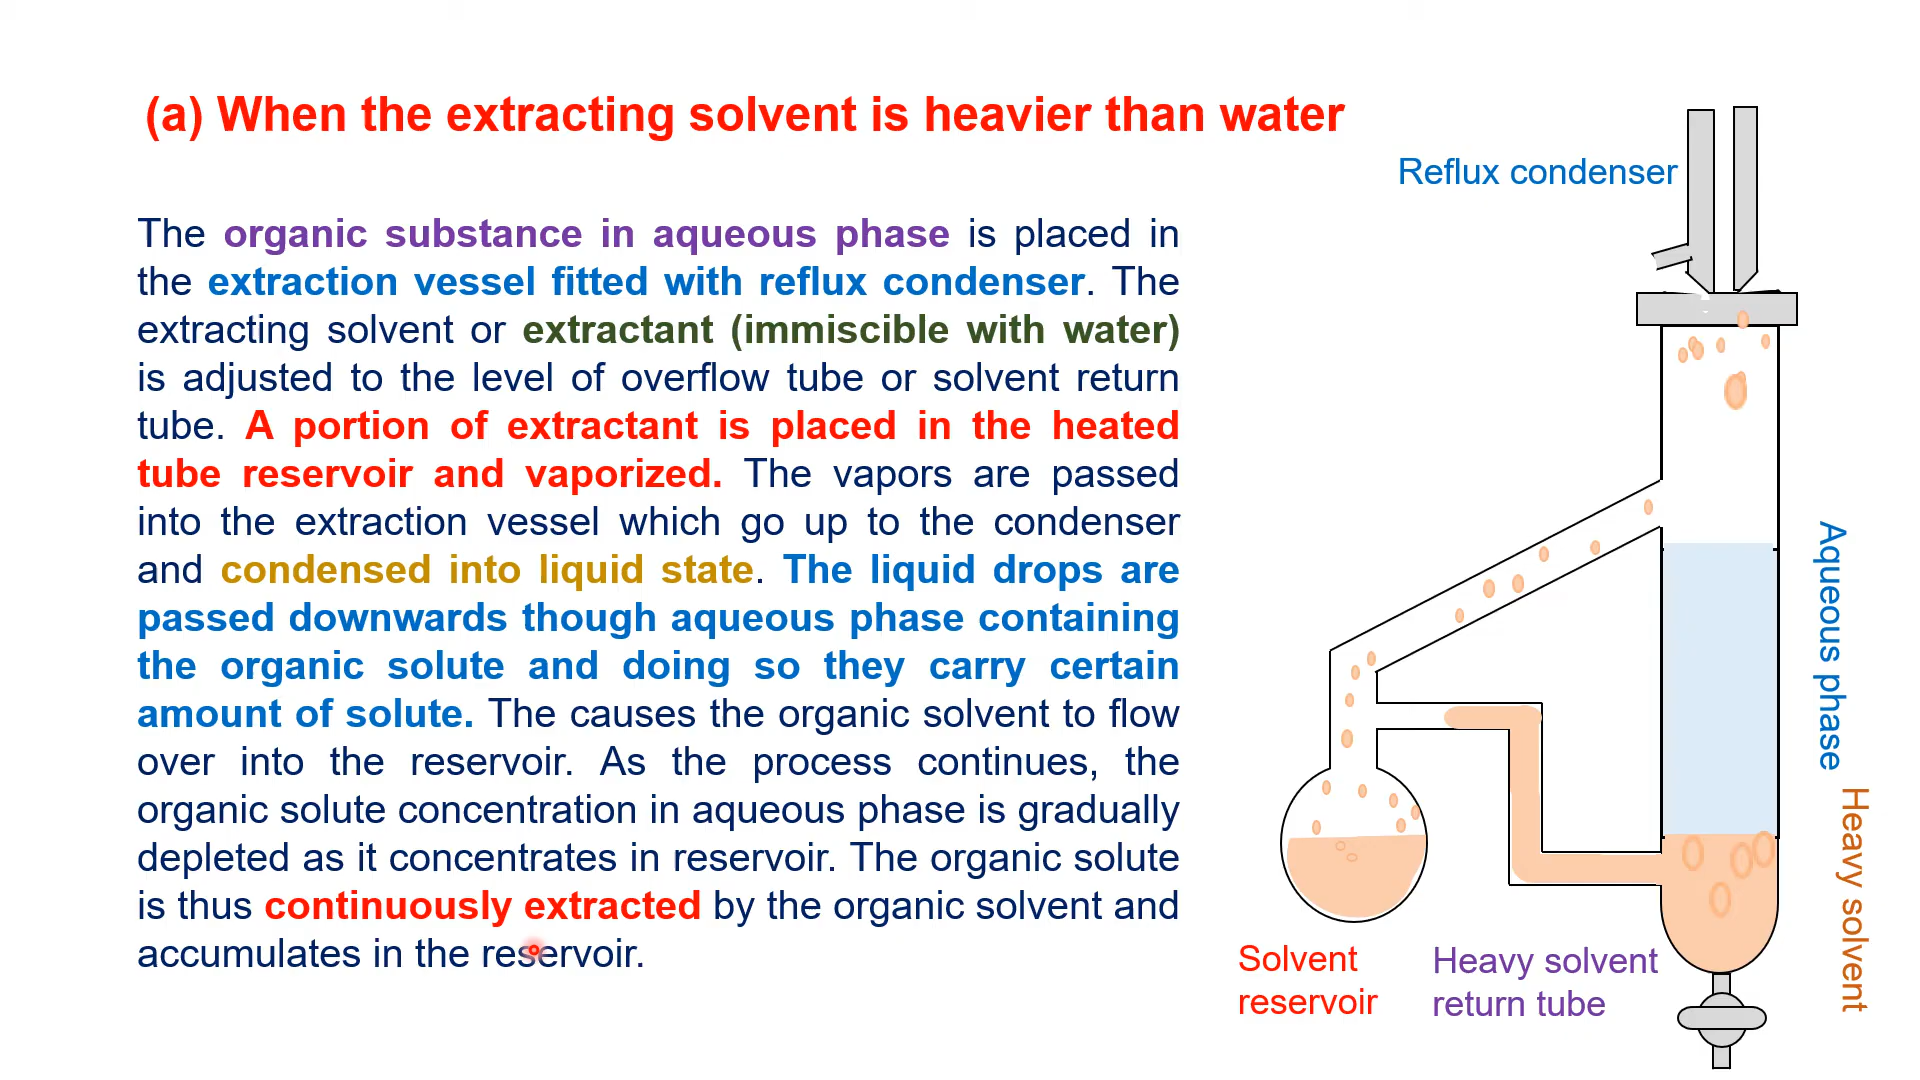 (a) When the extracting solvent is heavier than water
Reflux condenser
The organic substance in aqueous phase is placed in
the extraction vessel fitted with reflux condenser. The
extracting solvent or extractant (immiscible with water)
is adjusted to the level of overflow tube or solvent return
tube. A portion of extractant is placed in the heated
tube reservoir and vaporized. The vapors are passed
into the extraction vessel which go up to the condenser
and condensed into liquid state. The liquid drops are
passed downwards though aqueous phase containing
the organic solute and doing so they carry certain
amount of solute. The causes the organic solvent to flow
over into the reservoir. As the process continues, the
organic solute concentration in aqueous phase is gradually
depleted as it concentrates in reservoir. The organic solute
is thus continuously extracted by the organic solvent and
accumulates in the reservoir.
Aqueous phase
Heavy solvent
Solvent
reservoir
Heavy solvent
return tube